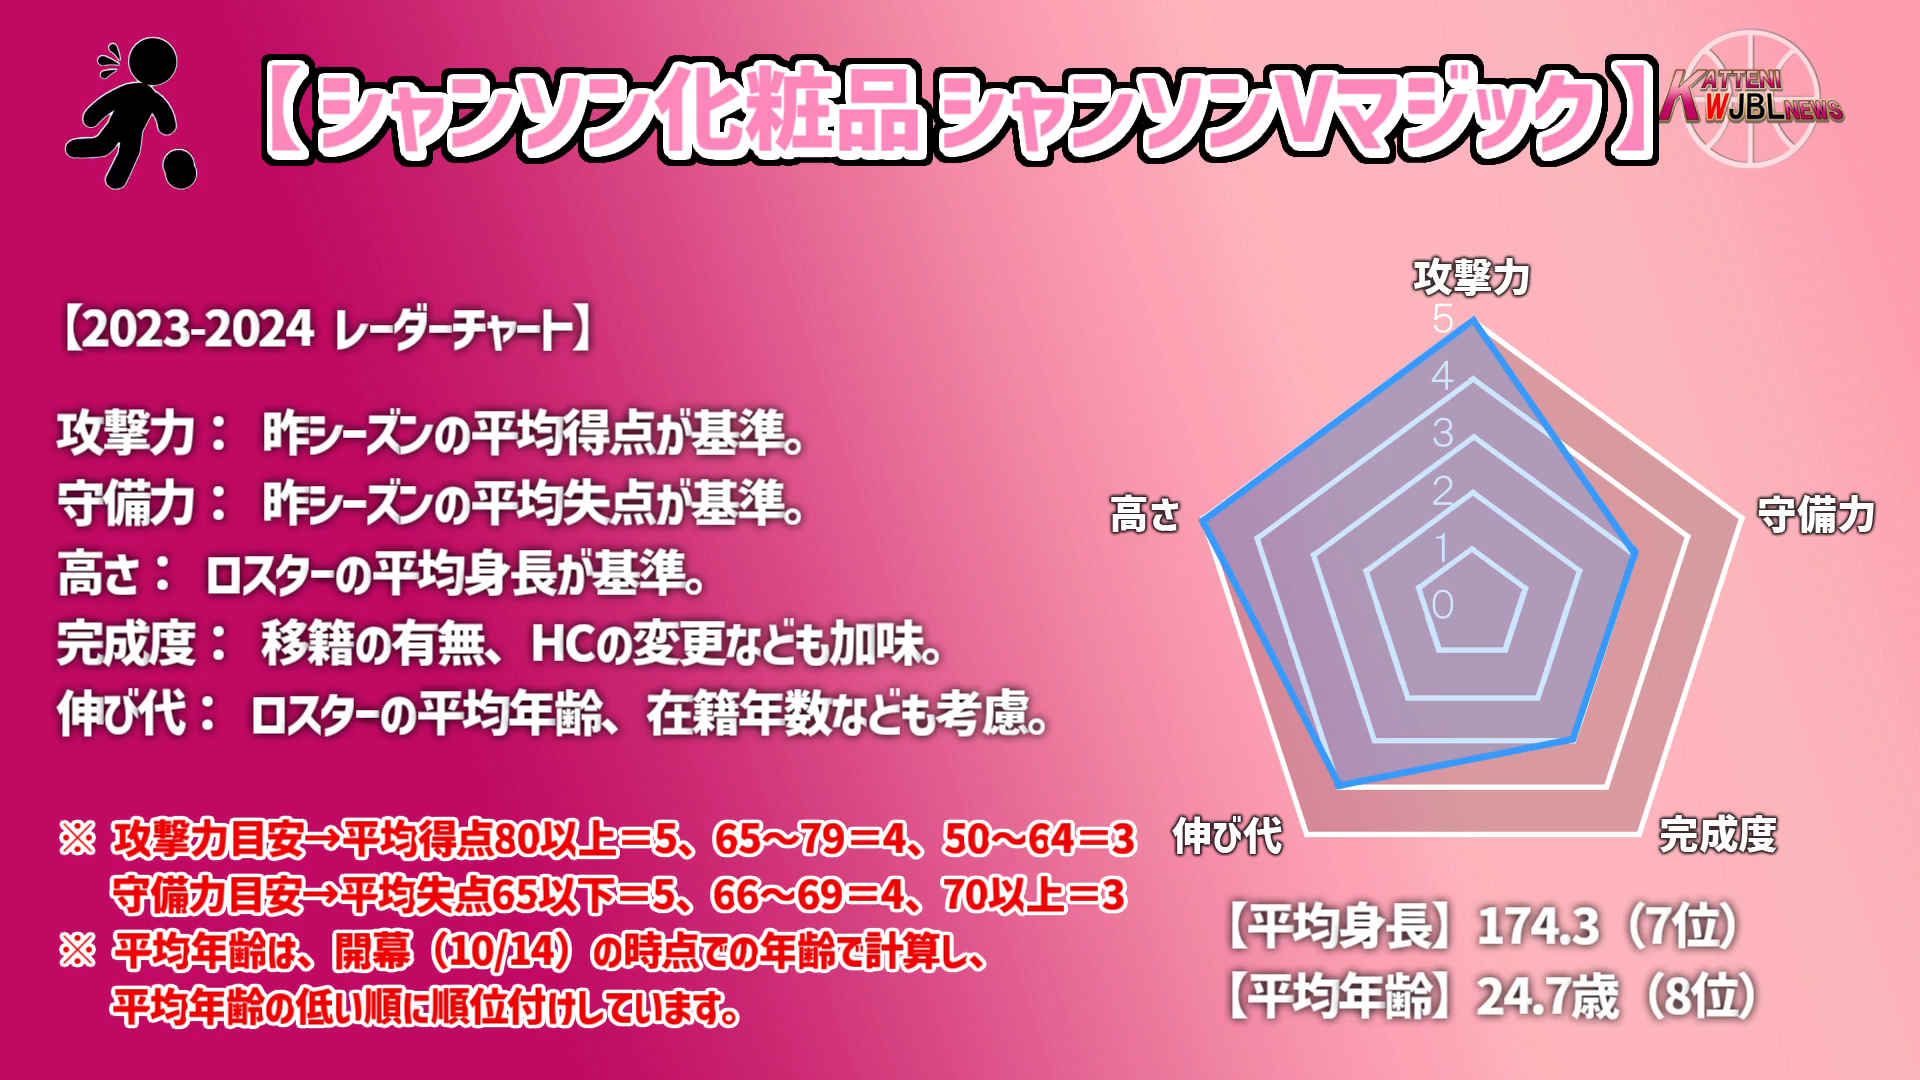 【シャンソン化粧品 シャンソンVマジック】
KATTENI
WJBL NEWS
【2023-2024 レーダーチャート】
攻撃力： 昨シーズンの平均得点が基準。
守備力： 昨シーズンの平均失点が基準。
高さ： ロスターの平均身長が基準。
完成度： 移籍の有無、HCの変更なども加味。
伸び代： ロスターの平均年齢、在籍年数なども考慮。
※ 攻撃力目安→平均得点80以上＝5、65～79＝4、50～64＝3
守備力目安→平均失点65以下＝5、66～69＝4、70以上＝3
※ 平均年齢は、開幕（10/14）の時点での年齢で計算し、
平均年齢の低い順に順位付けしています。
攻撃力
5
4
3
2
1
0
高さ
守備力
伸び代
完成度
【平均身長】174.3（7位）
【平均年齢】24.7歳（8位）